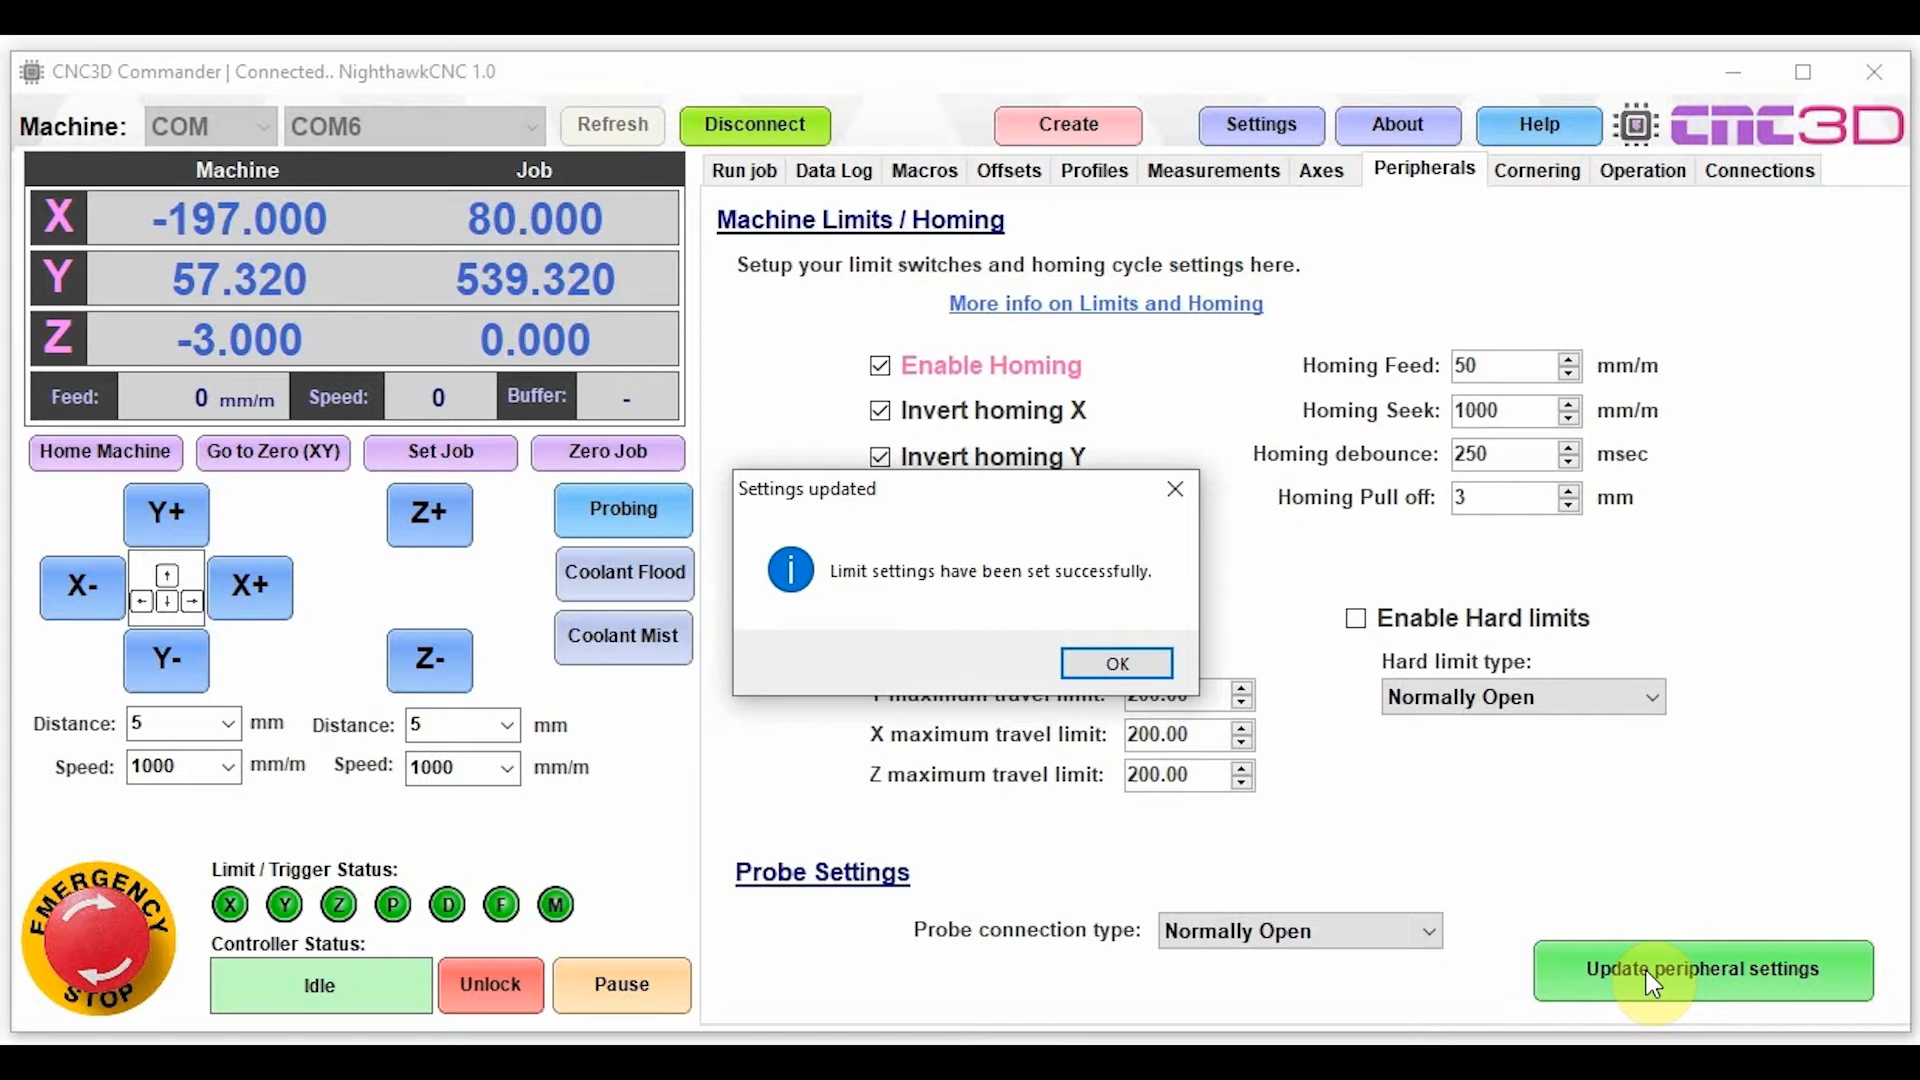 CNC3D Commander | Connected.. NighthawkCNC 1.0
Machine: COM COM6 Refresh Disconnect Create Settings About Help CNC3D
Machine Job
X -197.000 80.000
Y 57.320 539.320
Z -3.000 0.000
Feed: 0 mm/m Speed: 0 Buffer: -
Home Machine Go to Zero (XY) Set Job Zero Job
Y+
Z+
Probing
X-
X+
Coolant Flood
Y-
Z-
Coolant Mist
Distance: 5 mm Distance: 5 mm
Speed: 1000 mm/m Speed: 1000 mm/m
EMERGENCY
STOP
Limit / Trigger Status:
X Y Z P D F M
Controller Status:
Idle Unlock Pause
Run job Data Log Macros Offsets Profiles Measurements Axes Peripherals Cornering Operation Connections
Machine Limits / Homing
Setup your limit switches and homing cycle settings here.
More info on Limits and Homing
Enable Homing Homing Feed: 50 mm/m
Invert homing X Homing Seek: 1000 mm/m
Invert homing Y Homing debounce: 250 msec
Homing Pull off: 3 mm
Settings updated
Limit settings have been set successfully.
OK
Enable Hard limits
Hard limit type:
Normally Open
maximum travel limit: 200.00
X maximum travel limit: 200.00
Z maximum travel limit: 200.00
Probe Settings
Probe connection type: Normally Open
Update peripheral settings